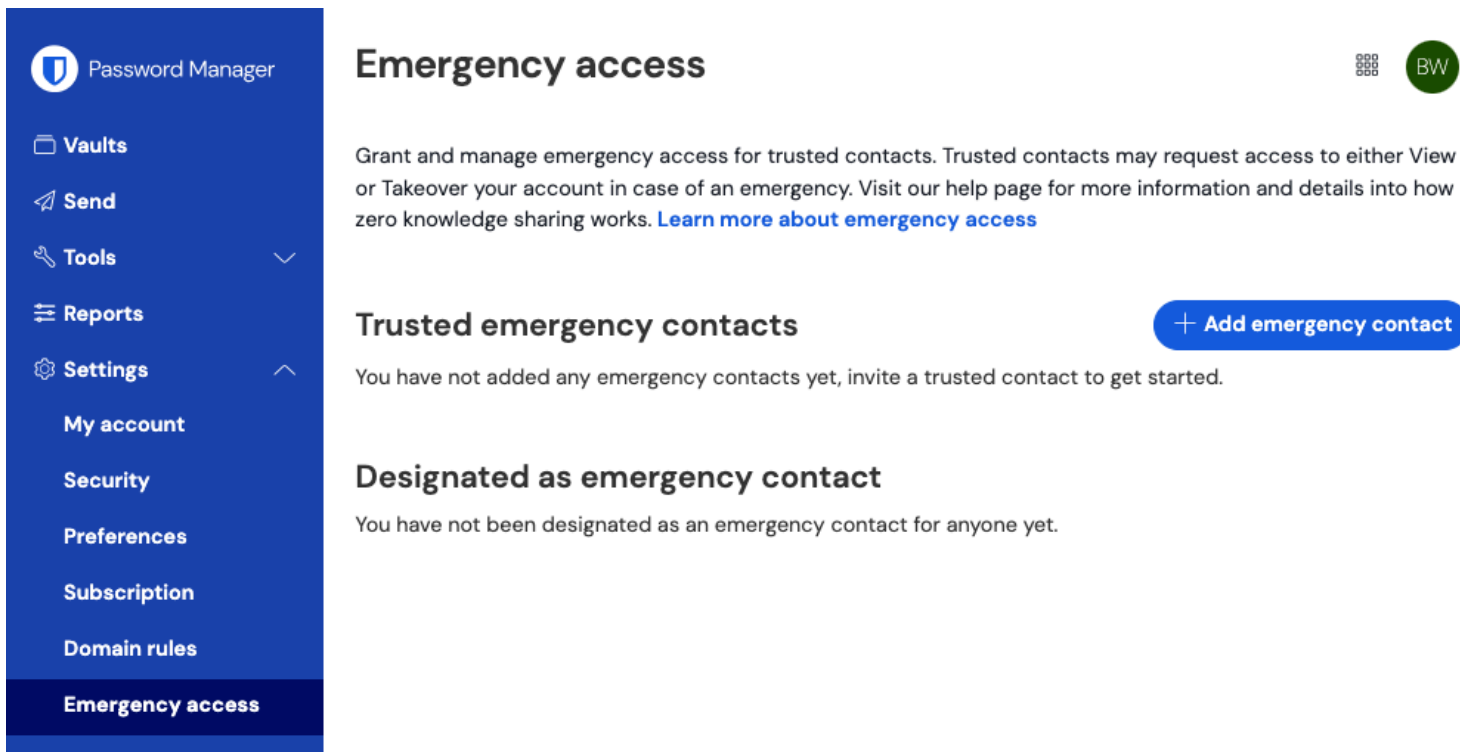 Password Manager
Vaults
Send
Tools
Reports
Settings
My account
Security
Preferences
Subscription
Domain rules
Emergency access
Emergency access
BW
Grant and manage emergency access for trusted contacts. Trusted contacts may request access to either View
or Takeover your account in case of an emergency. Visit our help page for more information and details into how
zero knowledge sharing works. Learn more about emergency access
Trusted emergency contacts
+ Add emergency contact
You have not added any emergency contacts yet, invite a trusted contact to get started.
Designated as emergency contact
You have not been designated as an emergency contact for anyone yet.